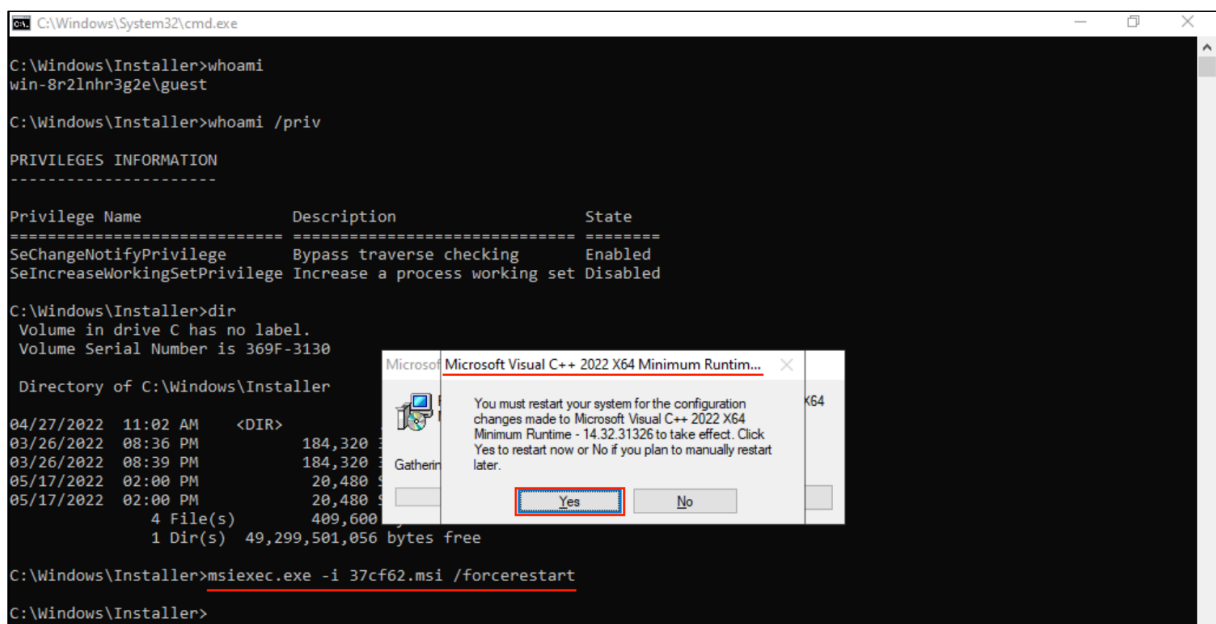 C:\Windows\System32\cmd.exe
C:\Windows\Installer>whoami
win-8r2lnhr3g2e\guest
C:\Windows\Installer>whoami /priv
PRIVILEGES INFORMATION
----------------------
Privilege Name Description State
============================= ============================== ========
SeChangeNotifyPrivilege Bypass traverse checking Enabled
SeIncreaseWorkingSetPrivilege Increase a process working set Disabled
C:\Windows\Installer>dir
Volume in drive C has no label.
Volume Serial Number is 369F-3130
Directory of C:\Windows\Installer
04/27/2022 11:02 AM <DIR>
03/26/2022 08:36 PM 184,320
03/26/2022 08:39 PM 184,320
05/17/2022 02:00 PM 20,480
05/17/2022 02:00 PM 20,480
4 File(s) 409,600
1 Dir(s) 49,299,501,056 bytes free
C:\Windows\Installer>msiexec.exe -i 37cf62.msi /forcerestart
C:\Windows\Installer>
Microsoft Visual C++ 2022 X64 Minimum Runtim...
You must restart your system for the configuration
changes made to Microsoft Visual C++ 2022 X64
Minimum Runtime - 14.32.31326 to take effect. Click
Yes to restart now or No if you plan to manually restart
later.
Yes
No
X64